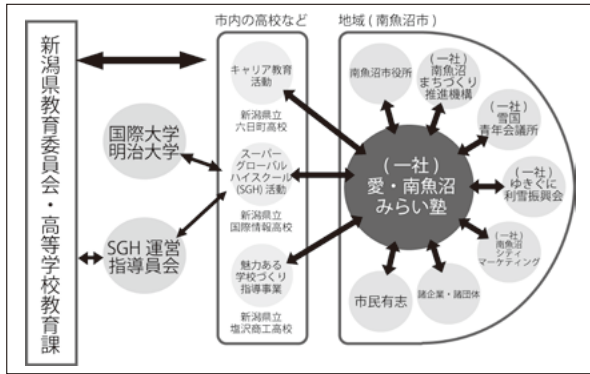 新潟県教育委員会・高等学校教育課
国際大学
明治大学
SGH 運営
指導員会
市内の高校など
キャリア教育
活動
新潟県立
六日町高校
スーパー
グローバル
ハイスクール
(SGH) 活動
新潟県立
国際情報高校
魅力ある
学校づくり
指導事業
新潟県立
塩沢商工高校
地域 ( 南魚沼市 )
南魚沼市役所
(一社)
南魚沼
まちづくり
推進機構
(一社)
雪国
青年会議所
(一社)
ゆきぐに
利雪振興会
(一社)
南魚沼
シティ
マーケティング
諸企業・諸団体
市民有志
(一社)
愛・南魚沼
みらい塾